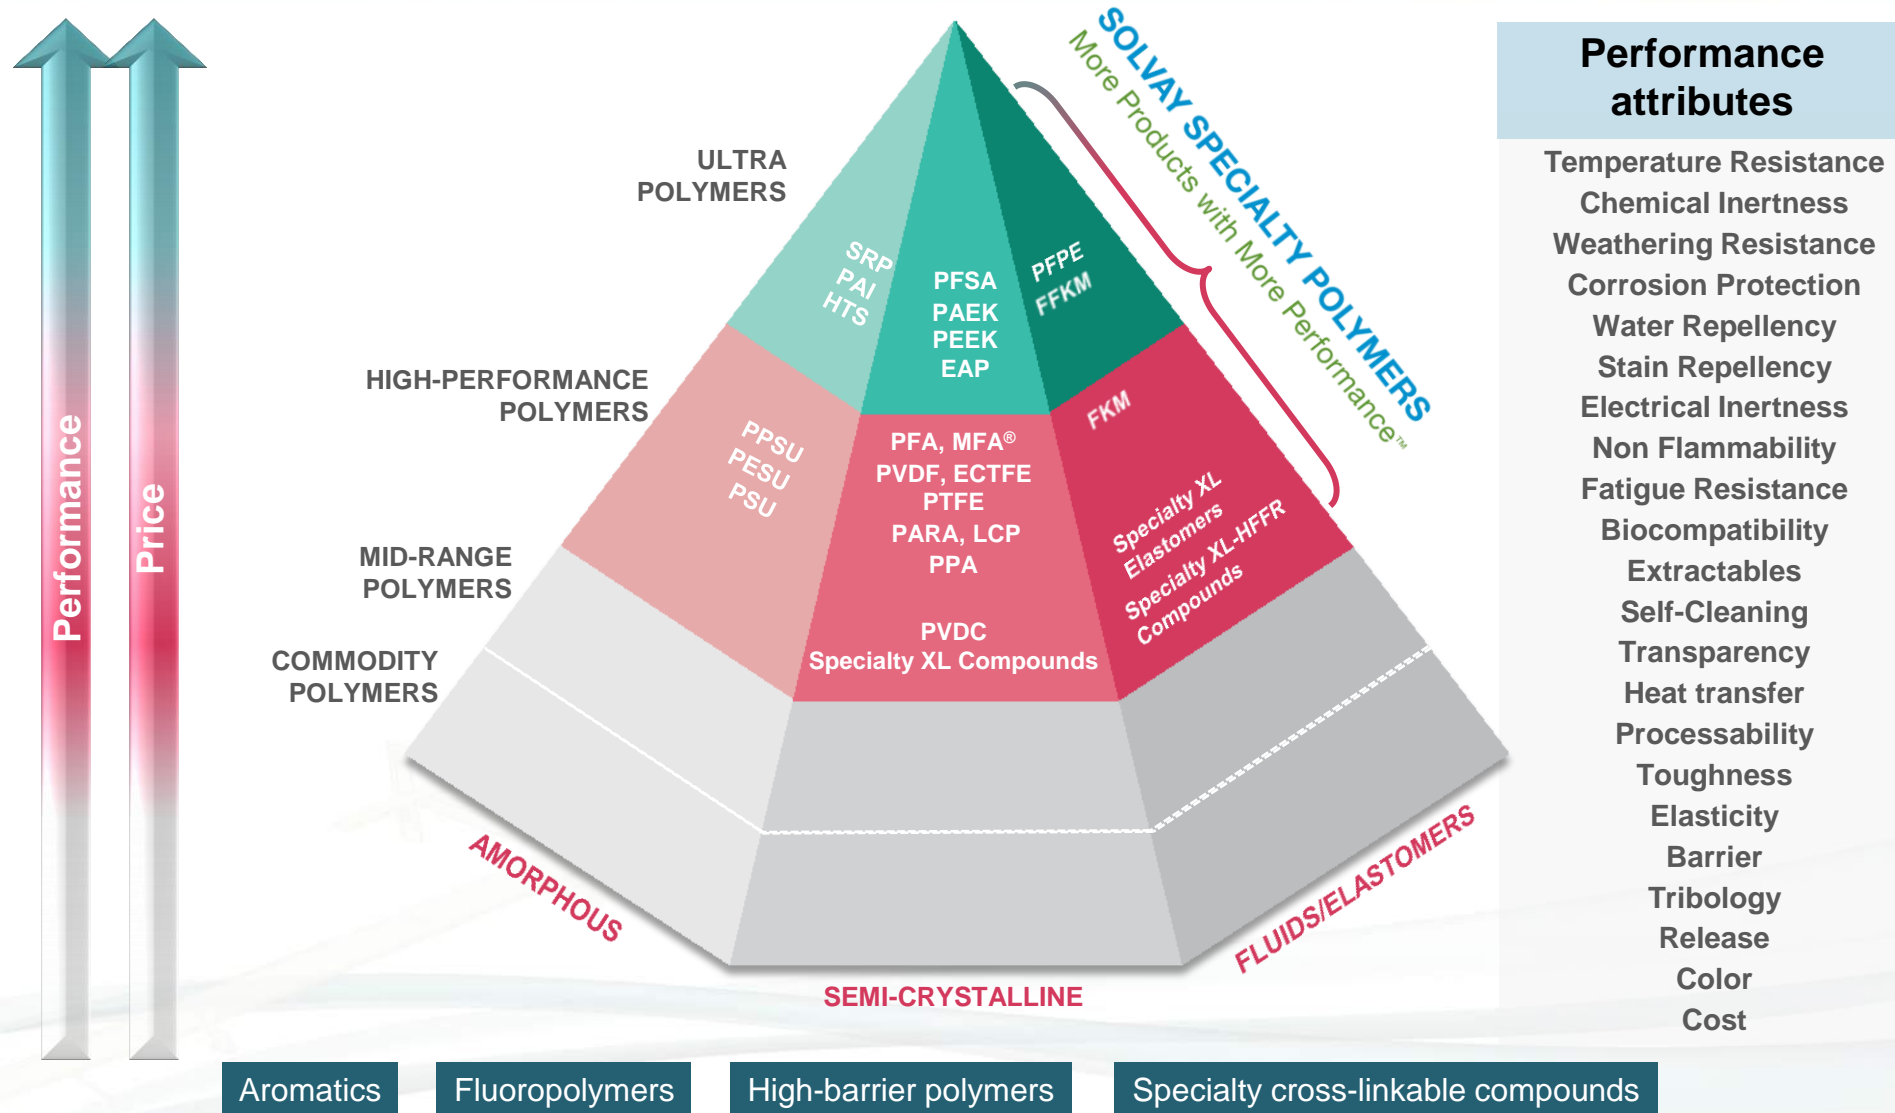 Performance
Price
ULTRA
POLYMERS
HIGH-PERFORMANCE
POLYMERS
MID-RANGE
POLYMERS
COMMODITY
POLYMERS
SRP
PAI
HTS
PFSA
PAEK
PEEK
EAP
PFPE
FFKM
PPSU
PESU
PSU
PFA, MFA®
PVDF, ECTFE
PTFE
PARA, LCP
PPA
PVDC
Specialty XL Compounds
FKM
Specialty XL
Elastomers
Specialty XL-HFFR
Compounds
SOLVAY SPECIALTY POLYMERS
More Products with More Performance™
AMORPHOUS
SEMI-CRYSTALLINE
FLUIDS/ELASTOMERS
Performance
attributes
Temperature Resistance
Chemical Inertness
Weathering Resistance
Corrosion Protection
Water Repellency
Stain Repellency
Electrical Inertness
Non Flammability
Fatigue Resistance
Biocompatibility
Extractables
Self-Cleaning
Transparency
Heat transfer
Processability
Toughness
Elasticity
Barrier
Tribology
Release
Color
Cost
Aromatics
Fluoropolymers
High-barrier polymers
Specialty cross-linkable compounds